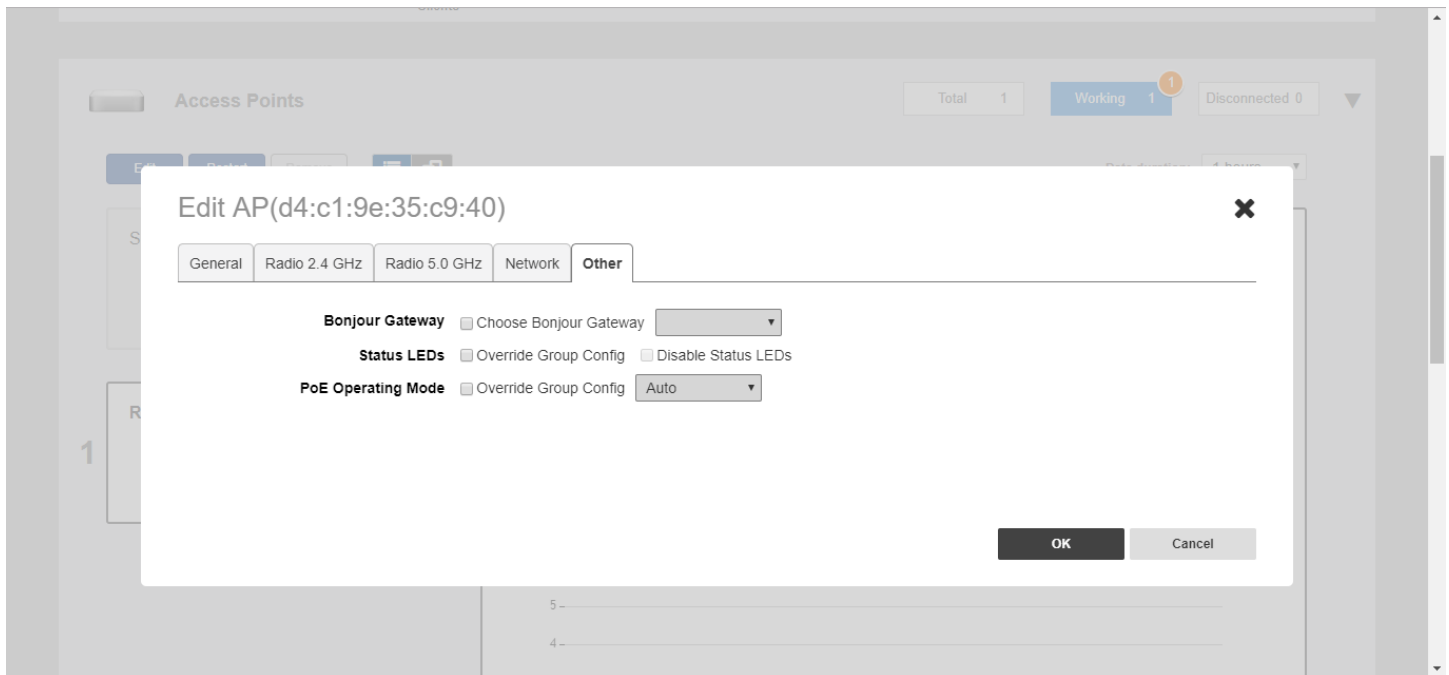 Access Points
Total 1
Working 1
1
Disconnected 0
Edit AP(d4:c1:9e:35:c9:40)
General
Radio 2.4 GHz
Radio 5.0 GHz
Network
Other
Bonjour Gateway
Choose Bonjour Gateway
Status LEDs
Override Group Config
Disable Status LEDs
PoE Operating Mode
Override Group Config
Auto
1
OK
Cancel
5
4